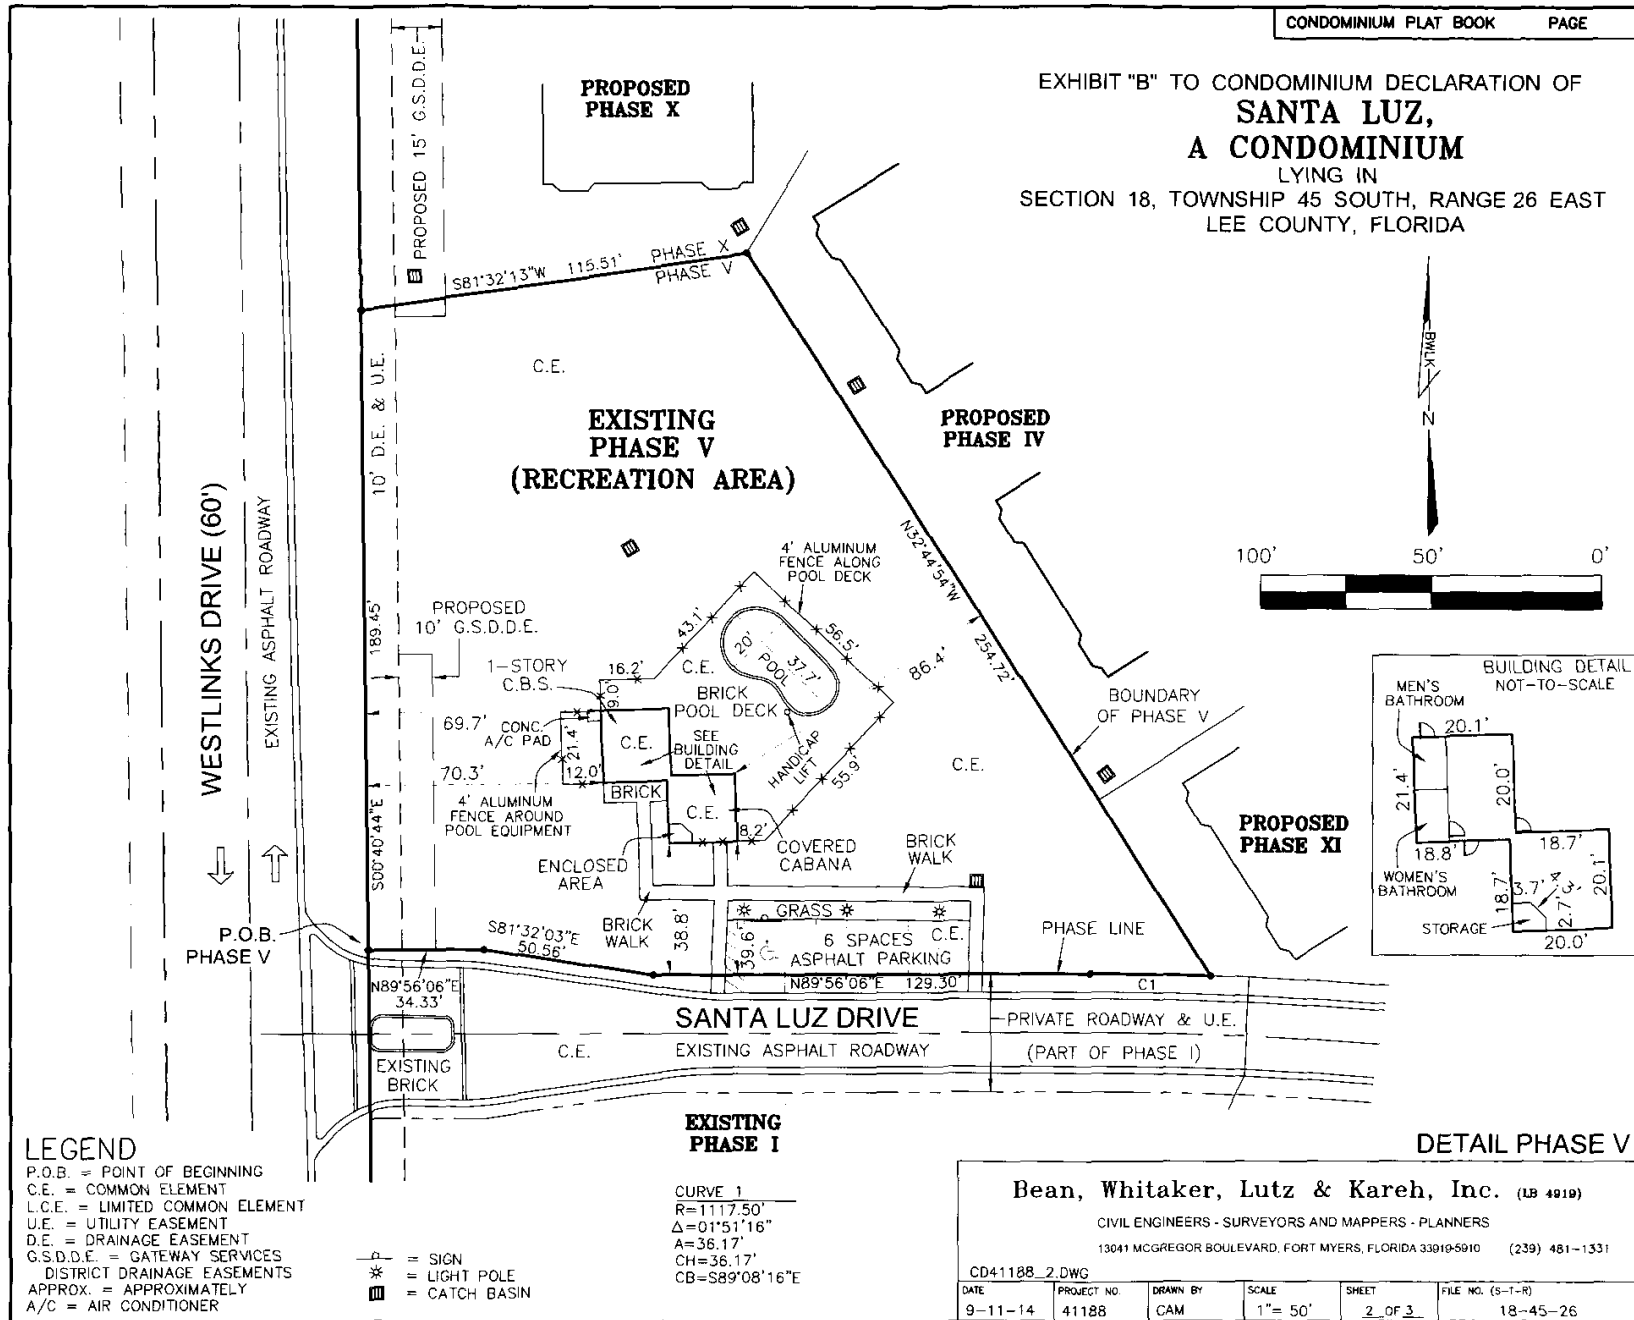 CONDOMINIUM PLAT BOOK PAGE
EXHIBIT "B" TO CONDOMINIUM DECLARATION OF
SANTA LUZ,
A CONDOMINIUM
LYING IN
SECTION 18, TOWNSHIP 45 SOUTH, RANGE 26 EAST
LEE COUNTY, FLORIDA
PROPOSED 15' G.S.D.D.E.
PROPOSED
PHASE X
S81°32'13"W 115.51'
PHASE X
PHASE V
C.E.
10' D.E. & U.E.
EXISTING
PHASE V
(RECREATION AREA)
PROPOSED
PHASE IV
BWLK
N
100' 50' 0'
WESTLINKS DRIVE (60')
EXISTING ASPHALT ROADWAY
189.45'
S00°40'44"E
PROPOSED
10' G.S.D.D.E.
4' ALUMINUM
FENCE ALONG
POOL DECK
N32°44'54"W
254.72'
43.1'
56.5'
86.4'
20'
POOL
37.7'
1-STORY
C.B.S.
16.2'
9.0'
C.E.
BRICK
POOL DECK
69.7'
CONC.
A/C PAD
21.4'
C.E.
SEE
BUILDING
DETAIL
HANDICAP
LIFT
55.9'
C.E.
BOUNDARY
OF PHASE V
70.3'
12.0'
BRICK
C.E.
4' ALUMINUM
FENCE AROUND
POOL EQUIPMENT
8.2'
ENCLOSED
AREA
COVERED
CABANA
BRICK
WALK
PROPOSED
PHASE XI
BUILDING DETAIL
NOT-TO-SCALE
MEN'S
BATHROOM
20.1'
21.4'
20.0'
18.8'
18.7'
WOMEN'S
BATHROOM
18.7'
3.7'
4.3'
2.7'
20.1'
STORAGE
20.0'
P.O.B.
PHASE V
S81°32'03"E
50.56'
BRICK
WALK
38.8'
39.6'
GRASS
6 SPACES C.E.
ASPHALT PARKING
PHASE LINE
N89°56'06"E
34.33'
N89°56'06"E 129.30'
C1
SANTA LUZ DRIVE
EXISTING ASPHALT ROADWAY
C.E.
PRIVATE ROADWAY & U.E.
(PART OF PHASE I)
EXISTING
BRICK
EXISTING
PHASE I
DETAIL PHASE V
LEGEND
P.O.B. = POINT OF BEGINNING
C.E. = COMMON ELEMENT
L.C.E. = LIMITED COMMON ELEMENT
U.E. = UTILITY EASEMENT
D.E. = DRAINAGE EASEMENT
G.S.D.D.E. = GATEWAY SERVICES
DISTRICT DRAINAGE EASEMENTS
APPROX. = APPROXIMATELY
A/C = AIR CONDITIONER
= SIGN
= LIGHT POLE
= CATCH BASIN
CURVE 1
R=1117.50'
Δ=01°51'16"
A=36.17'
CH=36.17'
CB=S89°08'16"E
Bean, Whitaker, Lutz & Kareh, Inc. (LB 4919)
CIVIL ENGINEERS - SURVEYORS AND MAPPERS - PLANNERS
13041 MCGREGOR BOULEVARD, FORT MYERS, FLORIDA 33919-5910 (239) 481-1331
CD41188_2.DWG
DATE PROJECT NO. DRAWN BY SCALE SHEET FILE NO. (S-T-R)
9-11-14 41188 CAM 1"= 50' 2 OF 3 18-45-26